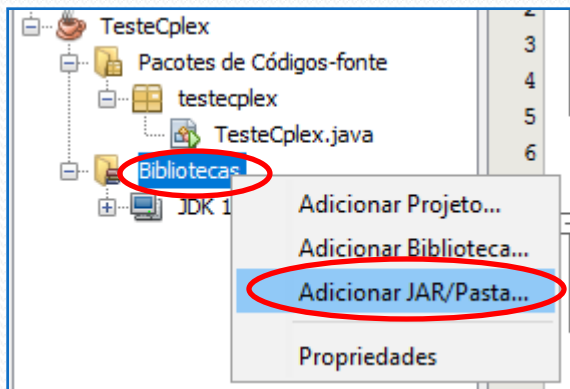 TesteCplex
Pacotes de Códigos-fonte
testecplex
TesteCplex.java
Bibliotecas
JDK 1
Adicionar Projeto...
Adicionar Biblioteca...
Adicionar JAR/Pasta...
Propriedades
3
4
5
6